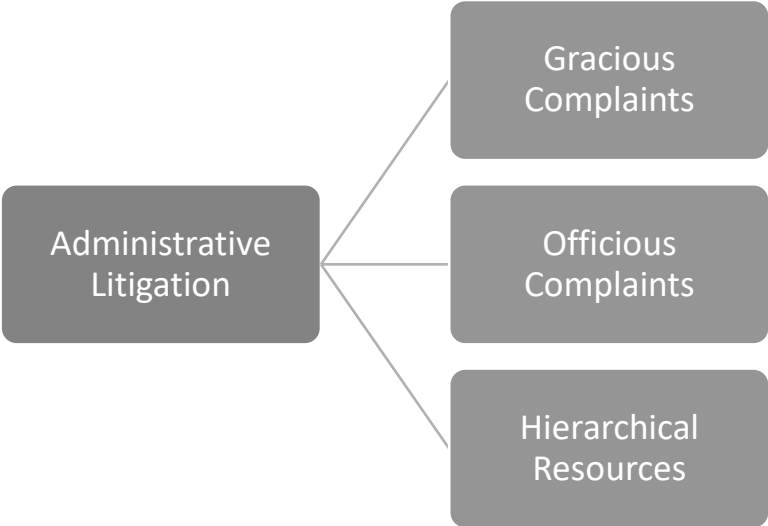 Gracious
Complaints
Administrative
Litigation
Officious
Complaints
Hierarchical
Resources